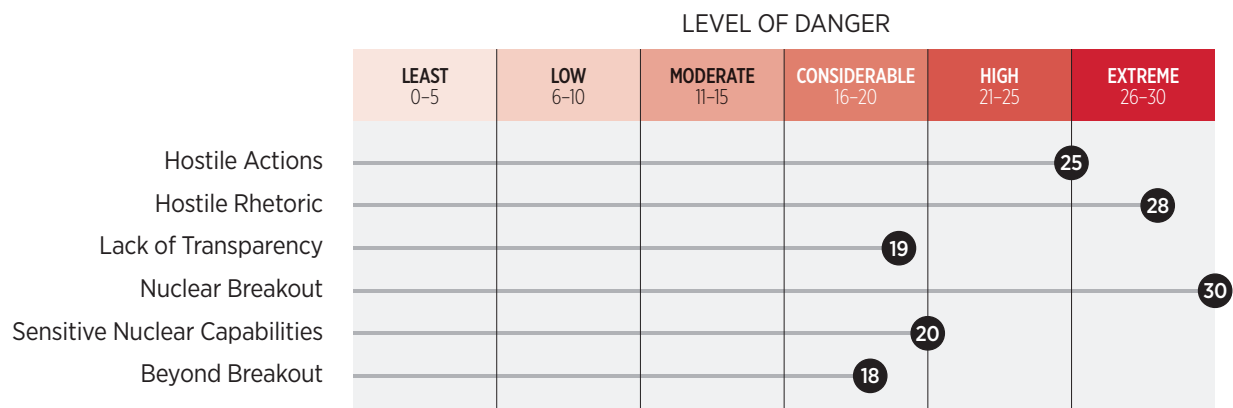 LEVEL OF DANGER
LEAST LOW MODERATE CONSIDERABLE HIGH EXTREME
0–5 6–10 11–15 16–20 21–25 26–30
Hostile Actions 25
Hostile Rhetoric 28
Lack of Transparency 19
Nuclear Breakout 30
Sensitive Nuclear Capabilities 20
Beyond Breakout 18